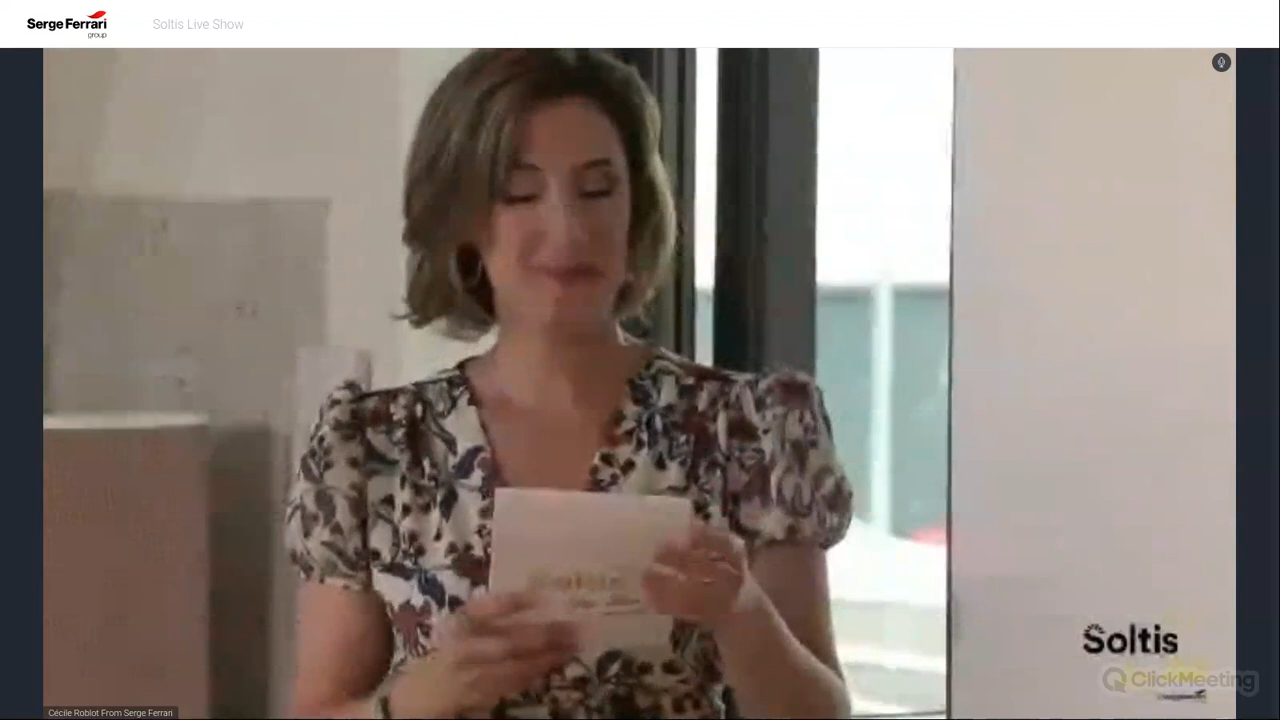 Serge Ferrari
group
Soltis Live Show
Soltis
ClickMeeting
Cécile Roblot From Serge Ferrari